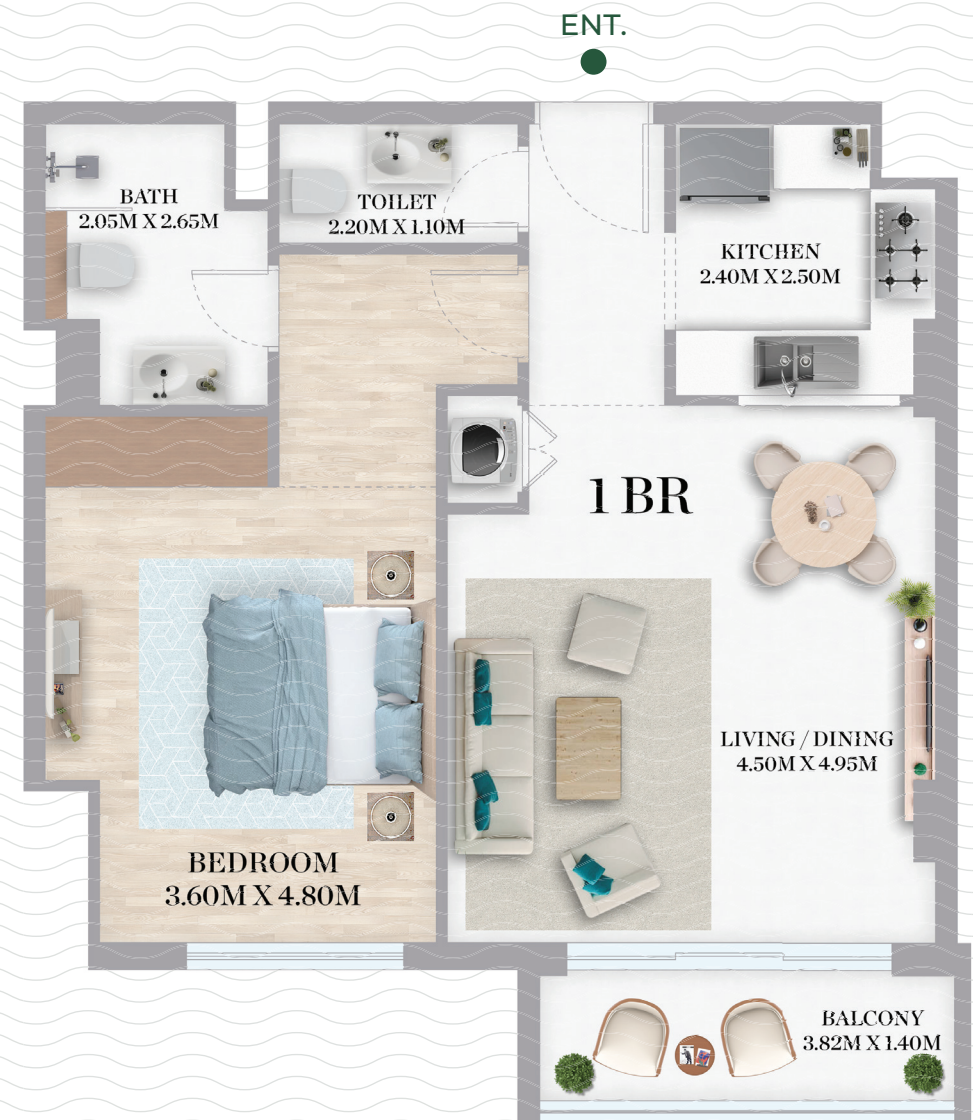 ENT.
BATH
2.05M X 2.65M
TOILET
2.20M X 1.10M
KITCHEN
2.40M X 2.50M
1 BR
LIVING / DINING
4.50M X 4.95M
BEDROOM
3.60M X 4.80M
BALCONY
3.82M X 1.40M